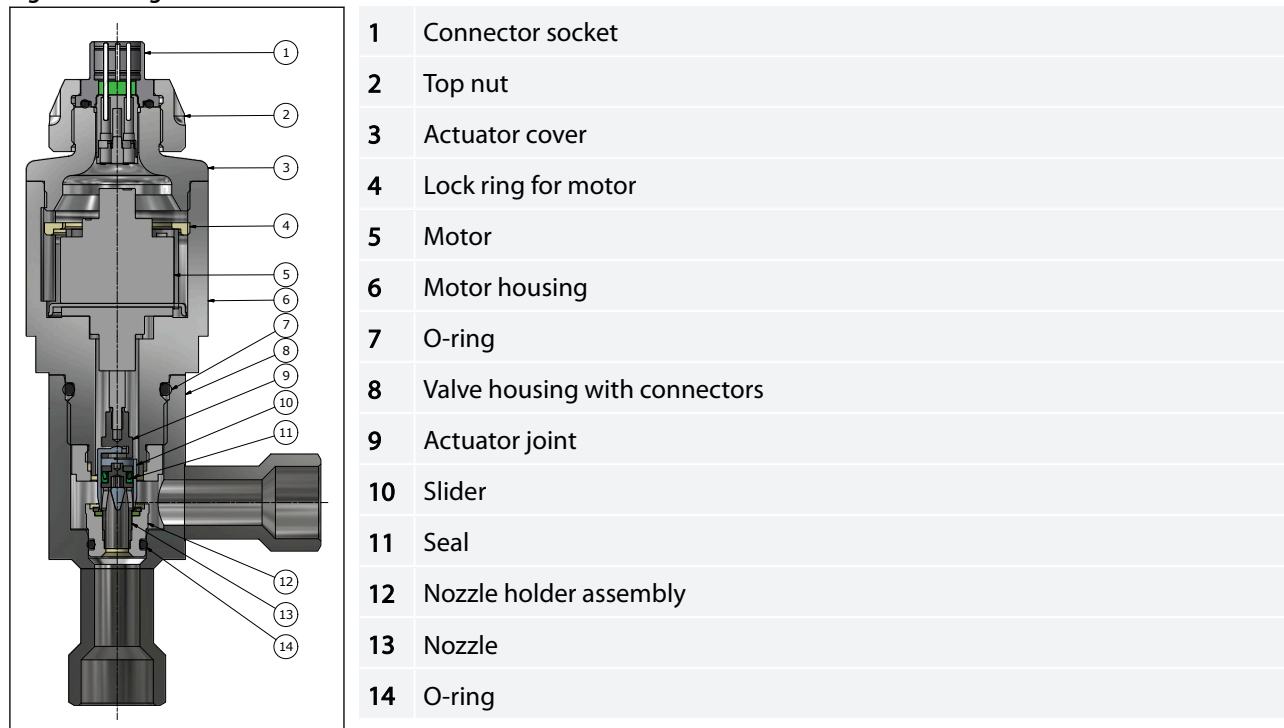 1
2
3
4
5
6
7
8
9
10
11
12
13
14
1 Connector socket
2 Top nut
3 Actuator cover
4 Lock ring for motor
5 Motor
6 Motor housing
7 O-ring
8 Valve housing with connectors
9 Actuator joint
10 Slider
11 Seal
12 Nozzle holder assembly
13 Nozzle
14 O-ring